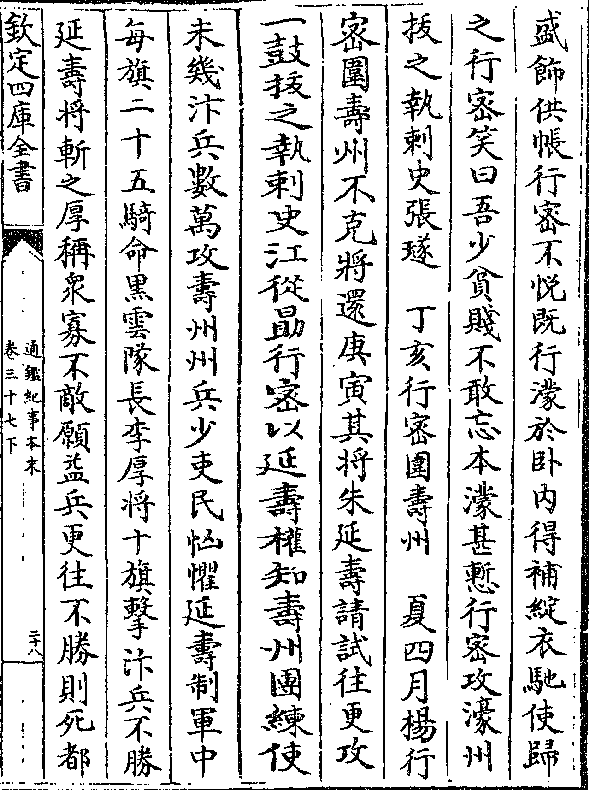 盛飾供帳行宻不悦既行濛於卧内得補綻衣馳使歸
之行宻笑曰吾少貧賤不敢忘本濛甚慙行宻攻濠州
拔之執刺史張璲　丁亥行宻圍壽州　夏四月楊行
宻圍壽州不克將還庚寅其將朱延壽請試往更攻
一鼓拔之執刺史江從勗行宻以延壽權知壽州團練使
未幾汴兵數萬攻壽州州兵少吏民恟懼延壽制軍中
每旗二十五騎命黒雲隊長李厚將十旗擊汴兵不勝
延壽將斬之厚稱衆寡不敵願益兵更往不勝則死都
欽定四庫全書
通鑑紀事本末
卷三十七下
二十八